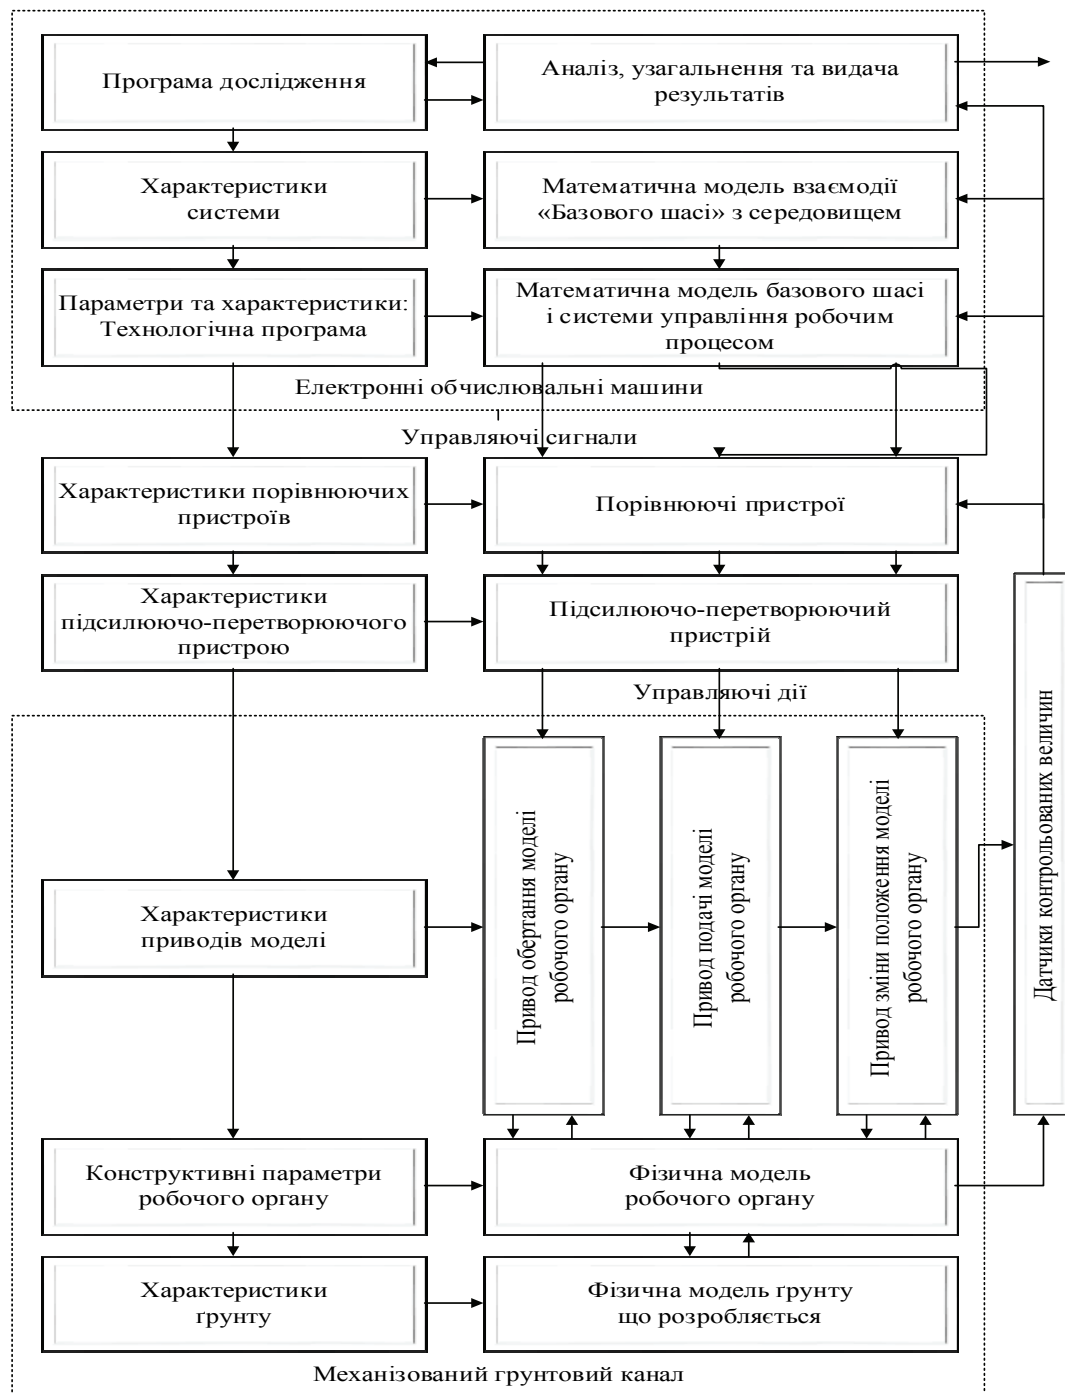 Програма дослідження
Аналіз, узагальнення та видача
результатів
Характеристики
системи
Математична модель взаємодії
«Базового шасі» з середовищем
Параметри та характеристики:
Технологічна програма
Математична модель базового шасі
і системи управління робочим
процесом
Електронні обчислювальні машини
Управляючі сигнали
Характеристики порівнюючих
пристроїв
Порівнюючі пристрої
Характеристики
підсилюючо-перетворюючого
пристрою
Підсилюючо-перетворюючий
пристрій
Управляючі дії
Характеристики
приводів моделі
Привод обертання моделі
робочого органу
Привод подачі моделі
робочого органу
Привод зміни положення моделі
робочого органу
Датчики контрольованих величин
Конструктивні параметри
робочого органу
Фізична модель
робочого органу
Характеристики
ґрунту
Фізична модель ґрунту
що розробляється
Механізований грунтовий канал